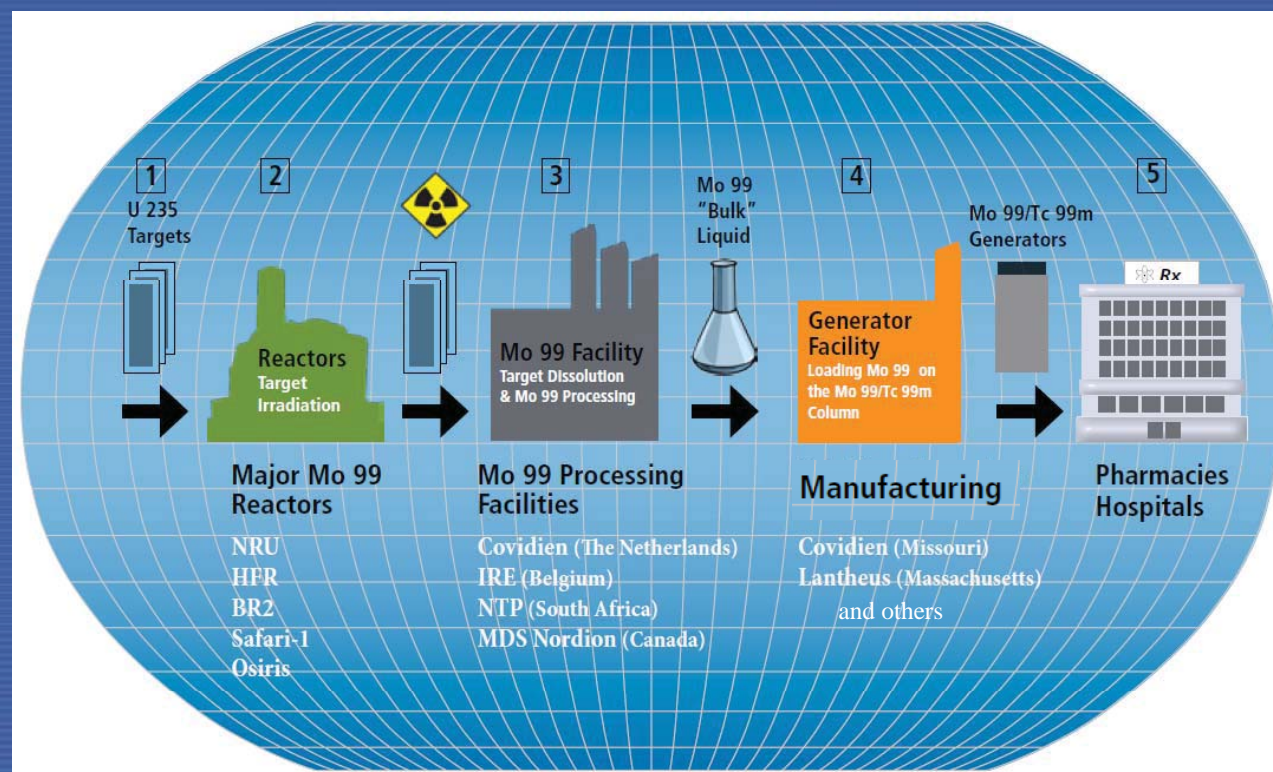 1
U 235
Targets
2
Reactors
Target
Irradiation
Major Mo 99
Reactors
NRU
HFR
BR2
Safari-1
Osiris
3
Mo 99 Facility
Target Dissolution
& Mo 99 Processing
Mo 99 Processing
Facilities
Covidien (The Netherlands)
IRE (Belgium)
NTP (South Africa)
MDS Nordion (Canada)
Mo 99
"Bulk"
Liquid
4
Generator
Facility
Loading Mo 99 on
the Mo 99/Tc 99m
Column
Manufacturing
Covidien (Missouri)
Lantheus (Massachusetts)
and others
Mo 99/Tc 99m
Generators
5
Rx
Pharmacies
Hospitals